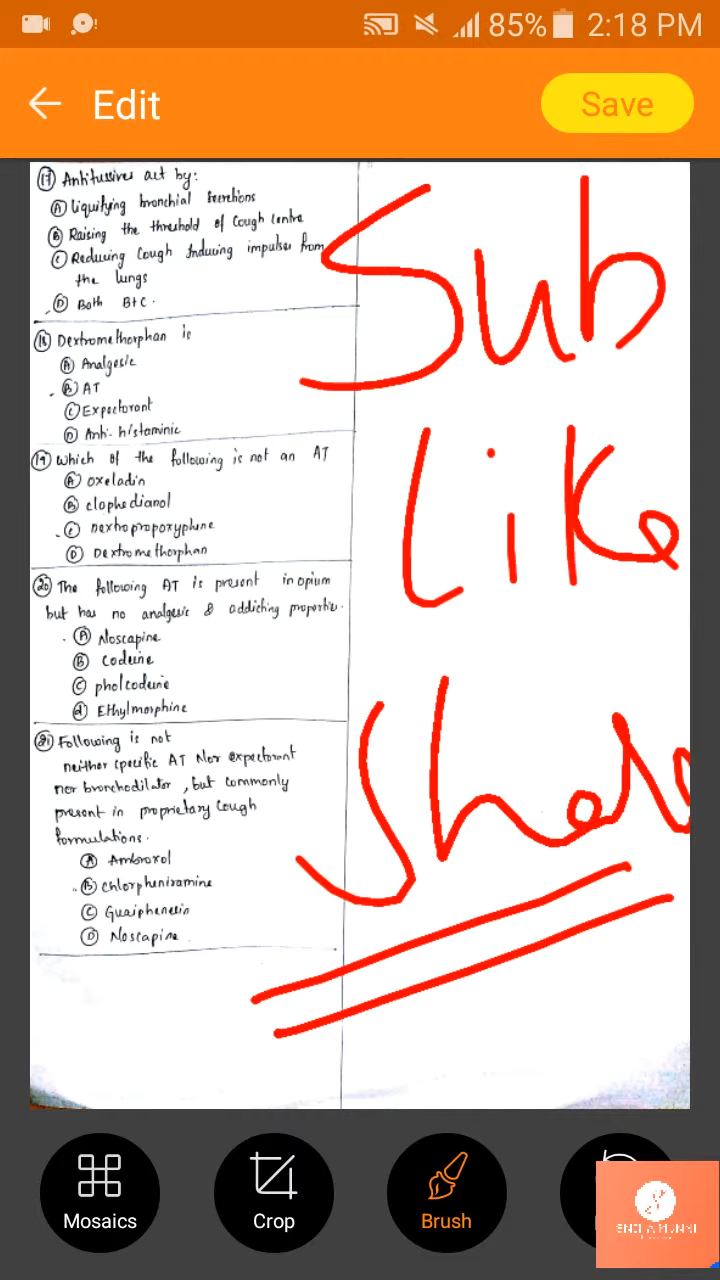 85% 2:18 PM
Edit
Save
17 Antitussives act by:
A Liquifying bronchial Secretions
B Raising the threshold of Cough Centre
C Reducing Cough Inducing impulses from
the lungs
D Both B+C.
18 Dextromethorphan is
A Analgesic
B AT
C Expectorant
D Anti-histaminic
19 Which of the following is not an AT
A oxeladin
B clophedianol
C Dextropropoxyphene
D Dextromethorphan
20 The following AT is present in opium
but has no analgesic & addicting properties.
A Noscapine
B Codeine
C pholcodeine
d Ethylmorphine
21 Following is not
neither specific AT Nor expectorant
nor bronchodilator, but commonly
present in proprietary Cough
formulations.
A Ambroxol
B chlorpheniramine
C Guaiphenesin
D Noscapine
Sub
Like
Share
Mosaics
Crop
Brush